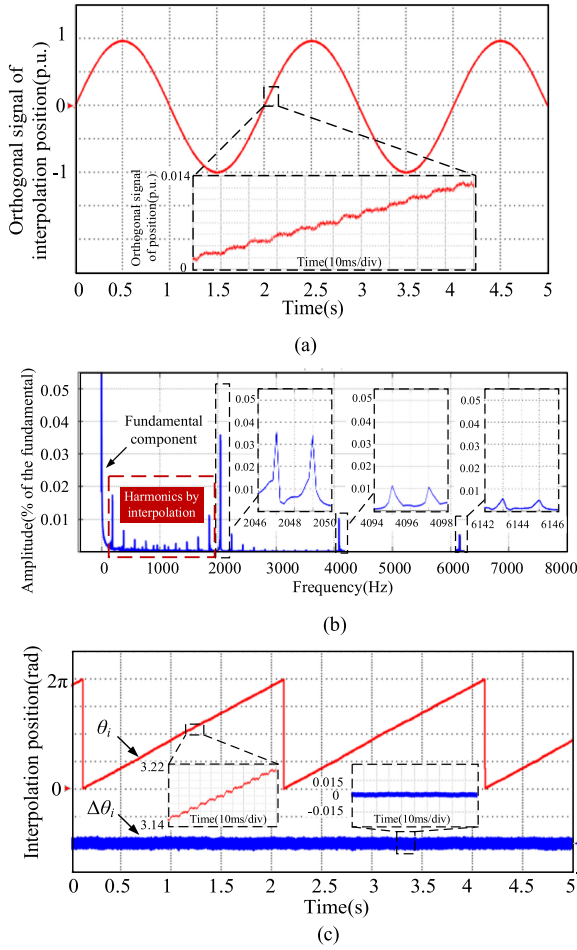 Orthogonal signal of
interpolation position(p.u.)
1
0
-1
0.014
Orthogonal signal
of position(p.u.)
0
Time(10ms/div)
0 0.5 1 1.5 2 2.5 3 3.5 4 4.5 5
Time(s)
(a)
Amplitude(% of the fundamental)
0.05
0.04
0.03
0.02
0.01
Fundamental
component
Harmonics by
interpolation
0.05
0.04
0.03
0.02
0.01
2046 2048 2050
0.05
0.04
0.03
0.02
0.01
4094 4096 4098
0.05
0.04
0.03
0.02
0.01
6142 6144 6146
0 1000 2000 3000 4000 5000 6000 7000 8000
Frequency(Hz)
(b)
Interpolation position(rad)
2π
0
θi
Δθi
3.22
3.14
Time(10ms/div)
0.015
0
-0.015
Time(10ms/div)
0 0.5 1 1.5 2 2.5 3 3.5 4 4.5 5
Time(s)
(c)